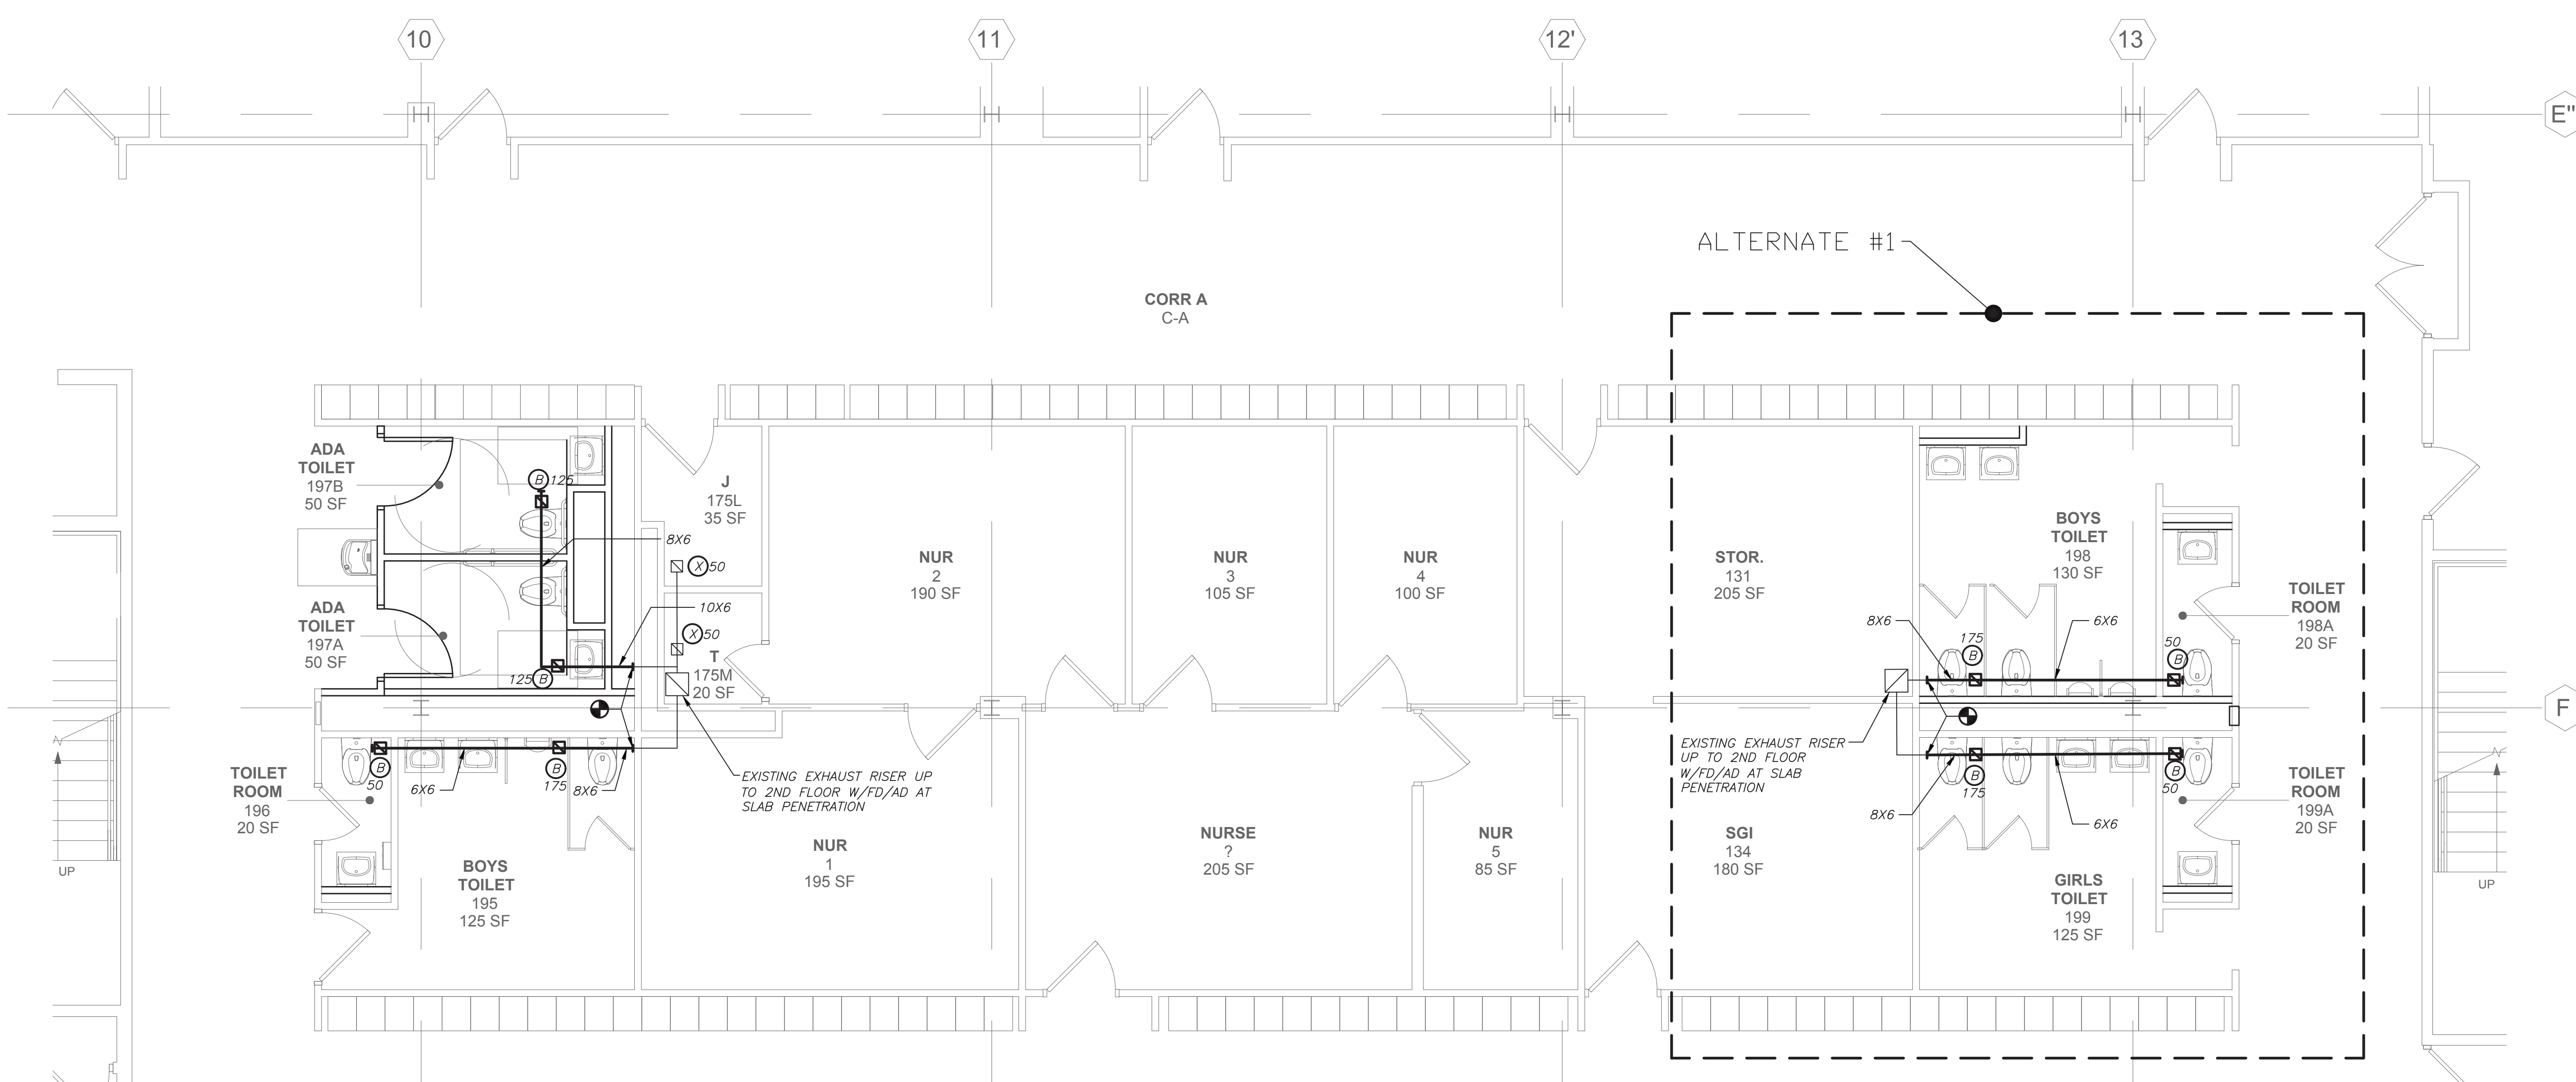 10
11
12'
13
E"
ALTERNATE #1
CORR A
C-A
ADA
TOILET
197B
50 SF
B 125
J
175L
35 SF
8X6
X 50
ADA
TOILET
197A
50 SF
10X6
X 50
T
175M
20 SF
125 B
NUR
2
190 SF
NUR
3
105 SF
NUR
4
100 SF
STOR.
131
205 SF
BOYS
TOILET
198
130 SF
8X6
175
B
6X6
50
B
TOILET
ROOM
198A
20 SF
F
TOILET
ROOM
196
20 SF
B
50
6X6
B
175
8X6
EXISTING EXHAUST RISER UP
TO 2ND FLOOR W/FD/AD AT
SLAB PENETRATION
EXISTING EXHAUST RISER
UP TO 2ND FLOOR
W/FD/AD AT SLAB
PENETRATION
B
175
8X6
6X6
B
50
TOILET
ROOM
199A
20 SF
UP
BOYS
TOILET
195
125 SF
NUR
1
195 SF
NURSE
?
205 SF
NUR
5
85 SF
SGI
134
180 SF
GIRLS
TOILET
199
125 SF
UP